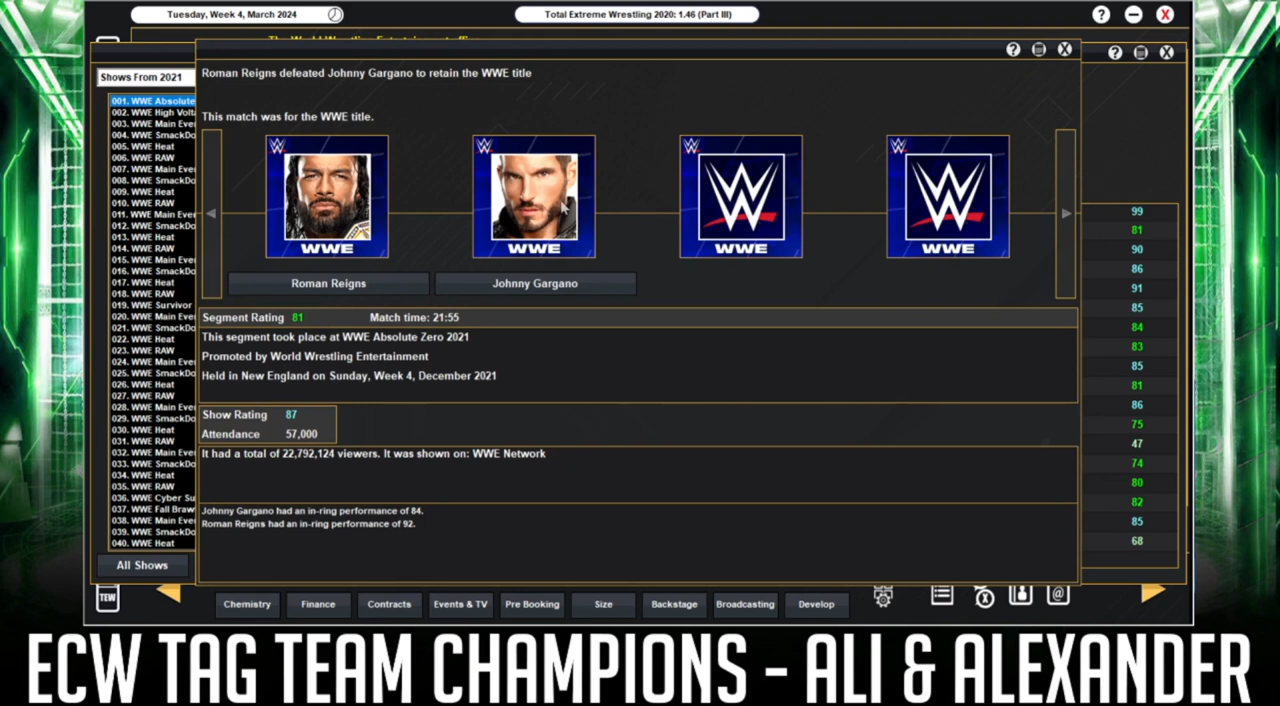 Tuesday, Week 4, March 2024
Total Extreme Wrestling 2020: 1.46 (Part III)
?
X
? X
? X
Shows From 2021
Roman Reigns defeated Johnny Gargano to retain the WWE title
This match was for the WWE title.
001. WWE Absolute
002. WWE High Volta
003. WWE Main Even
004. WWE SmackDo
005. WWE Heat
006. WWE RAW
007. WWE Main Even
008. WWE SmackDo
009. WWE Heat
010. WWE RAW
011. WWE Main Even
012. WWE SmackDo
013. WWE Heat
014. WWE RAW
015. WWE Main Even
016. WWE SmackDo
017. WWE Heat
018. WWE RAW
019. WWE Survivor
020. WWE Main Even
021. WWE SmackDo
022. WWE Heat
023. WWE RAW
024. WWE Main Even
025. WWE SmackDo
026. WWE Heat
027. WWE RAW
028. WWE Main Even
029. WWE SmackDo
030. WWE Heat
031. WWE RAW
032. WWE Main Even
033. WWE SmackDo
034. WWE Heat
035. WWE RAW
036. WWE Cyber Su
037. WWE Fall Braw
038. WWE Main Even
039. WWE SmackDo
040. WWE Heat
All Shows
WWE
WWE
WWE
WWE
Roman Reigns
Johnny Gargano
Segment Rating 81 Match time: 21:55
This segment took place at WWE Absolute Zero 2021
Promoted by World Wrestling Entertainment
Held in New England on Sunday, Week 4, December 2021
Show Rating 87
Attendance 57,000
It had a total of 22,792,124 viewers. It was shown on: WWE Network
Johnny Gargano had an in-ring performance of 84.
Roman Reigns had an in-ring performance of 92.
99
81
90
86
91
85
84
83
85
81
86
75
47
74
80
82
85
68
TEW
Chemistry
Finance
Contracts
Events & TV
Pre Booking
Size
Backstage
Broadcasting
Develop
@
ECW TAG TEAM CHAMPIONS - ALI & ALEXANDER